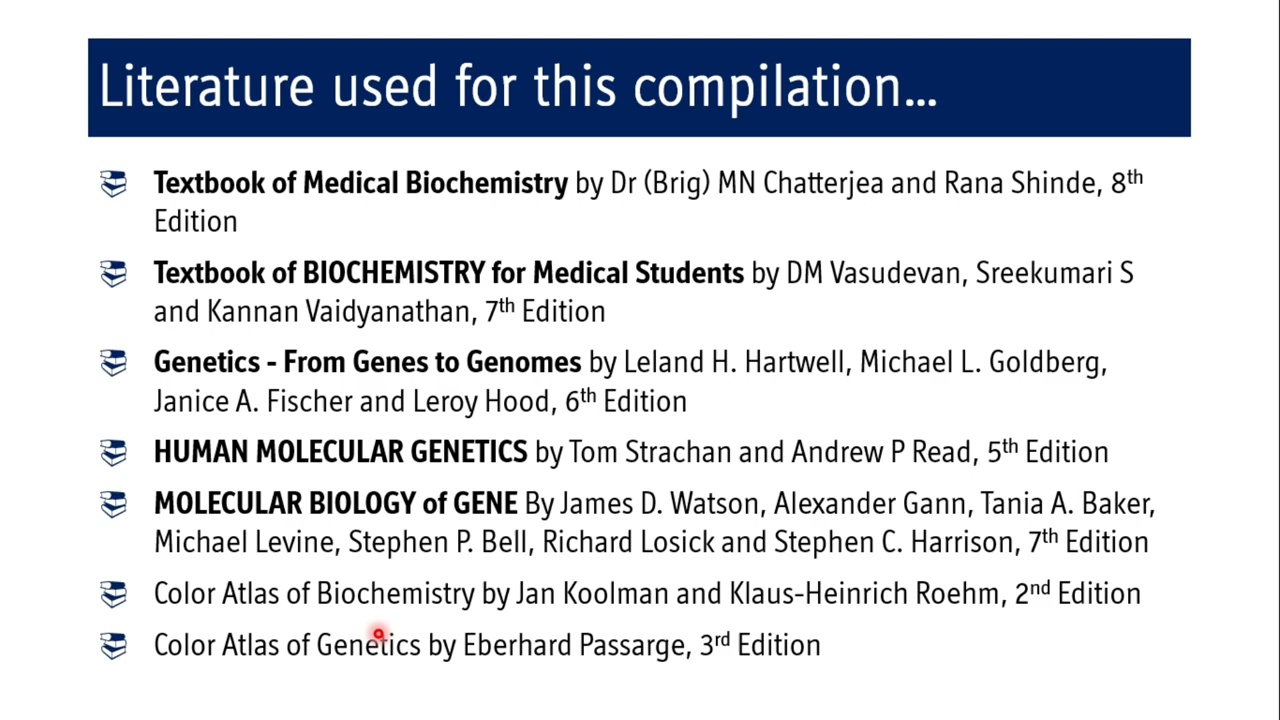 Literature used for this compilation...
Textbook of Medical Biochemistry by Dr (Brig) MN Chatterjea and Rana Shinde, 8th
Edition
Textbook of BIOCHEMISTRY for Medical Students by DM Vasudevan, Sreekumari S
and Kannan Vaidyanathan, 7th Edition
Genetics - From Genes to Genomes by Leland H. Hartwell, Michael L. Goldberg,
Janice A. Fischer and Leroy Hood, 6th Edition
HUMAN MOLECULAR GENETICS by Tom Strachan and Andrew P Read, 5th Edition
MOLECULAR BIOLOGY of GENE By James D. Watson, Alexander Gann, Tania A. Baker,
Michael Levine, Stephen P. Bell, Richard Losick and Stephen C. Harrison, 7th Edition
Color Atlas of Biochemistry by Jan Koolman and Klaus-Heinrich Roehm, 2nd Edition
Color Atlas of Genetics by Eberhard Passarge, 3rd Edition